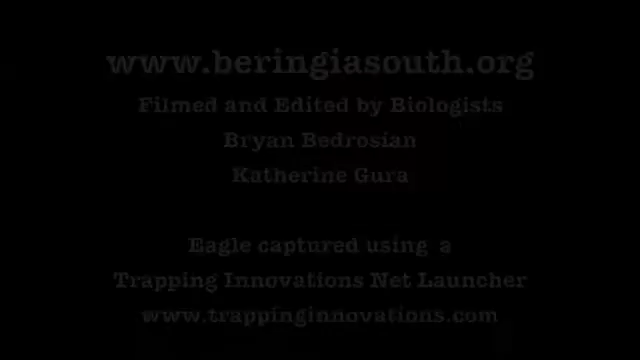 www.beringiasouth.org
Filmed and Edited by Biologists
Bryan Bedrosian
Katherine Gura
Eagle captured using a
Trapping Innovations Net Launcher
www.trappinginnovations.com